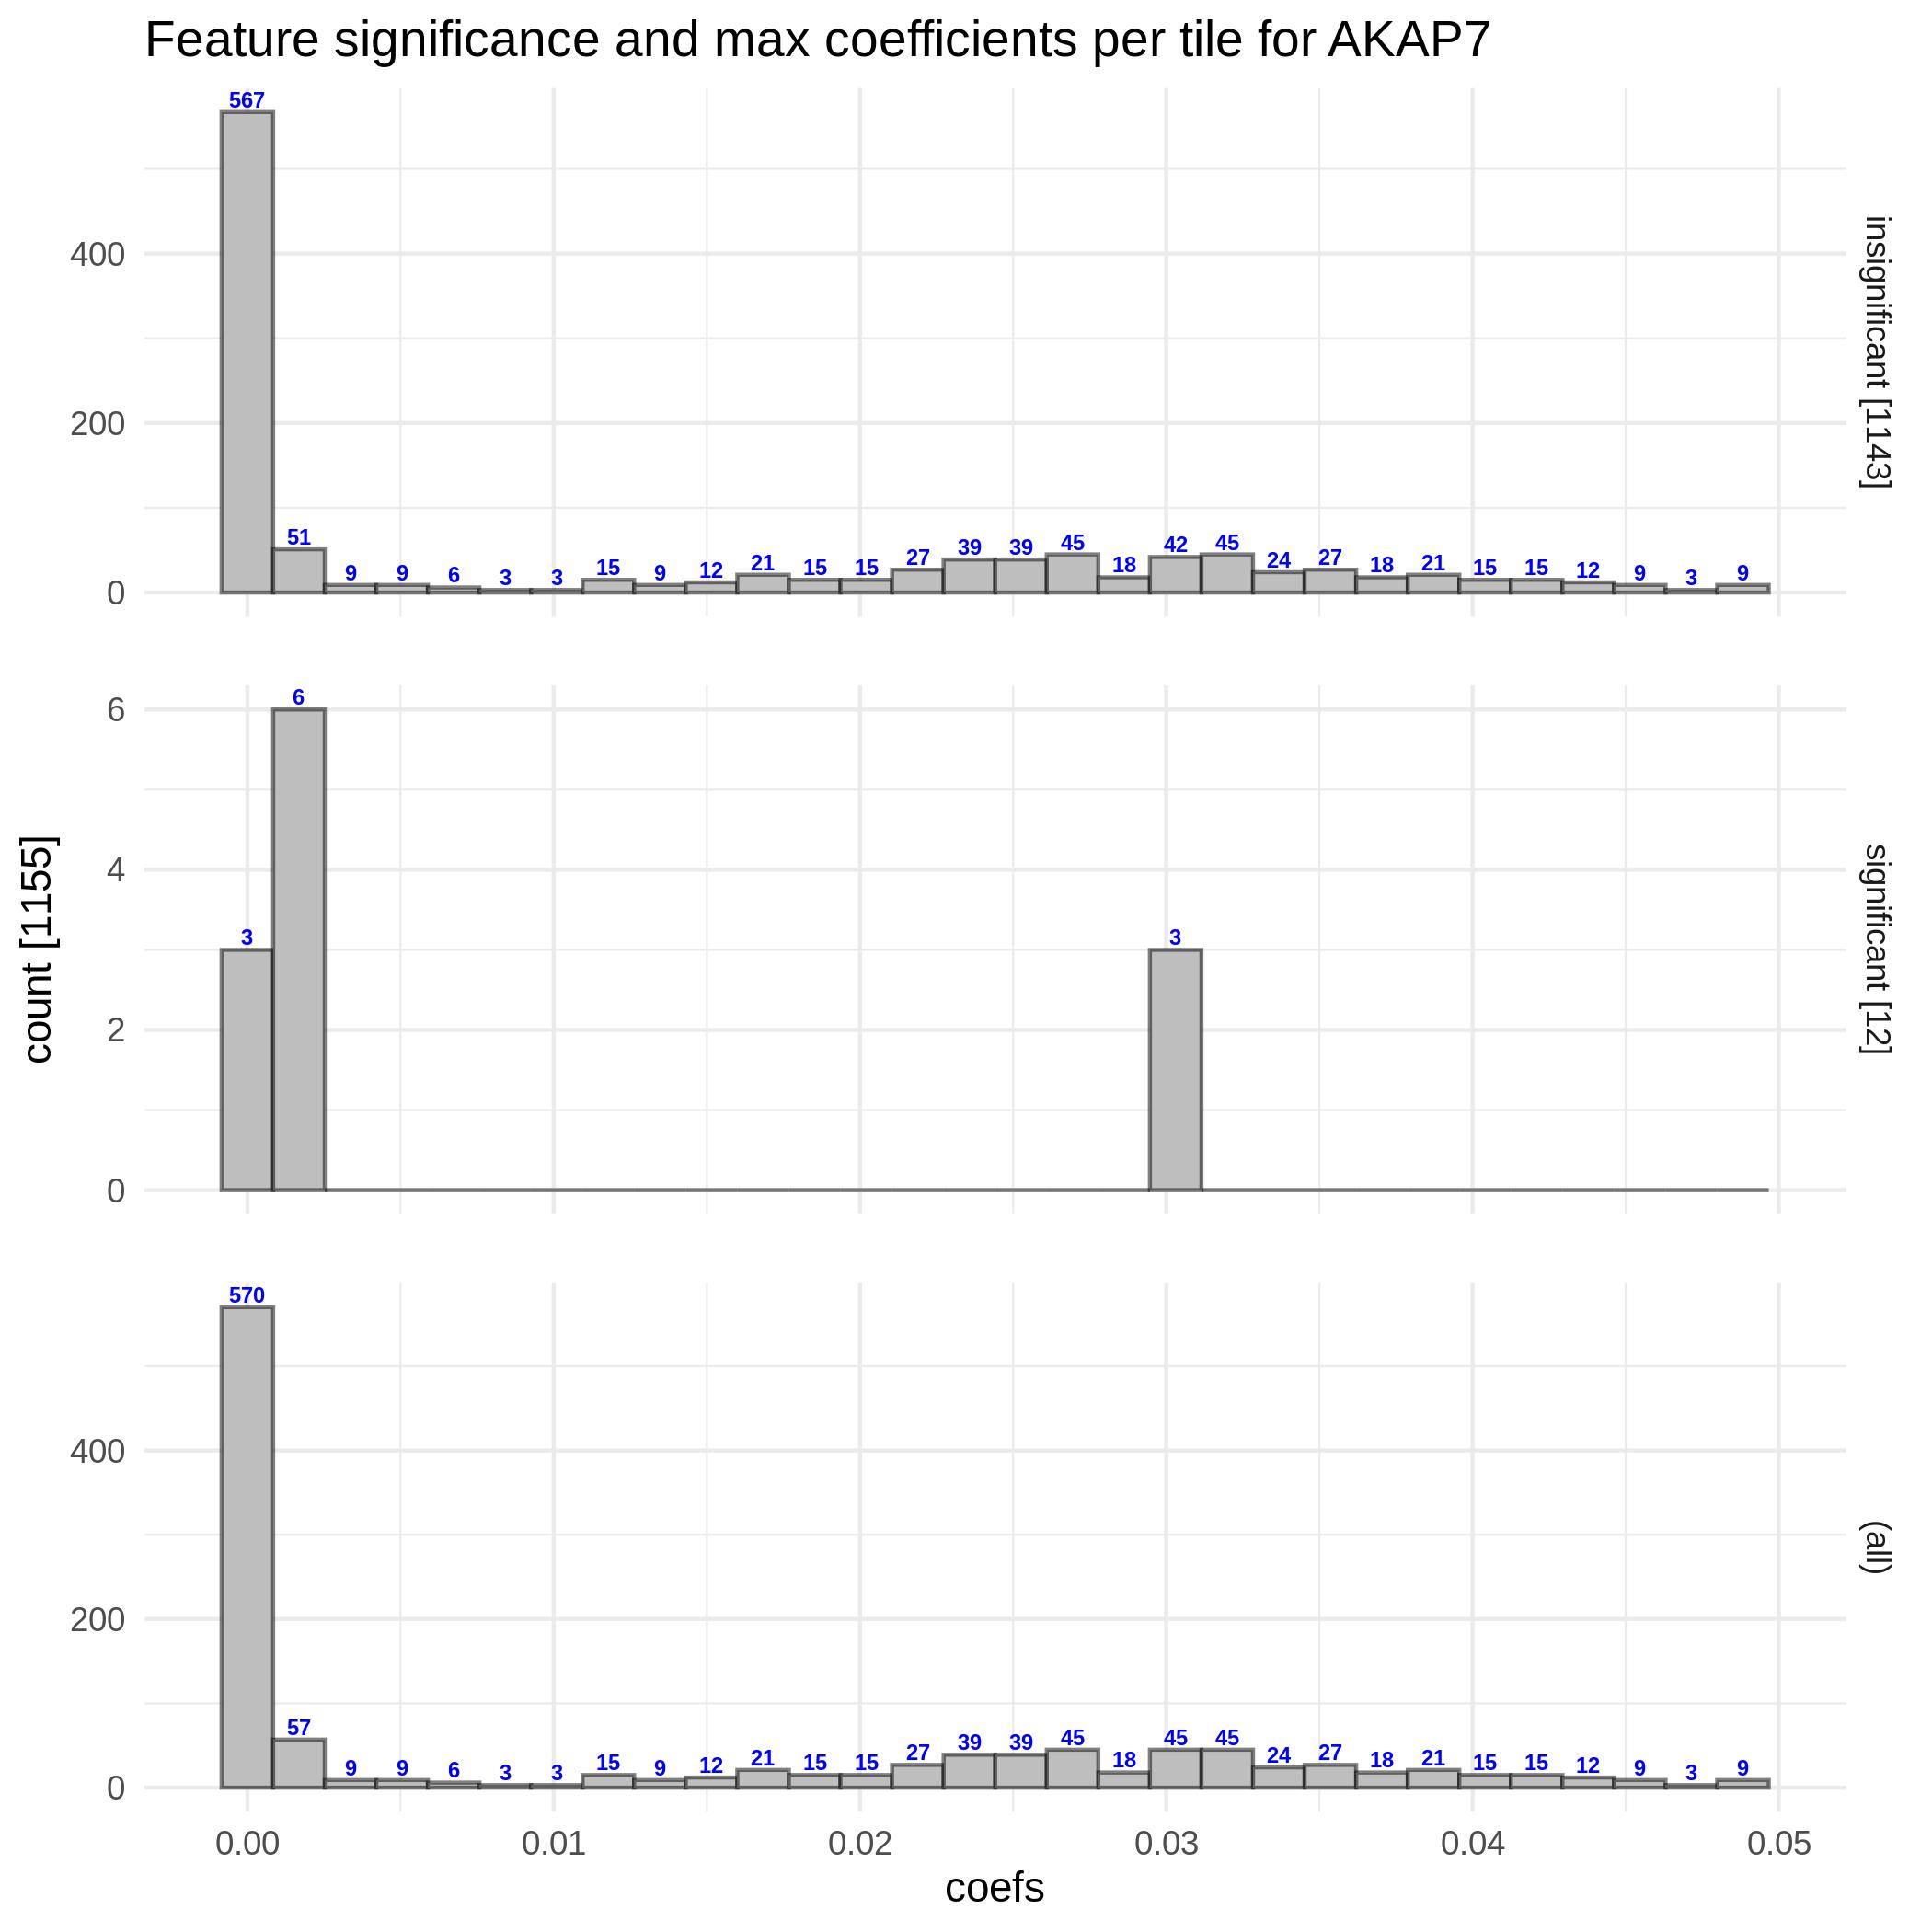 Feature significance and max coefficients per tile for AKAP7
567
51 9 9 6 3 3 15 9 12 21 15 15 27 39 39 45 18 42 45 24 27 18 21 15 15 12 9 3 9
400
200
0
insignificant [1143]
6
3
3
6
4
2
0
significant [12]
count [1155]
570
57 9 9 6 3 3 15 9 12 21 15 15 27 39 39 45 18 45 45 24 27 18 21 15 15 12 9 3 9
400
200
0
(all)
0.00 0.01 0.02 0.03 0.04 0.05
coefs